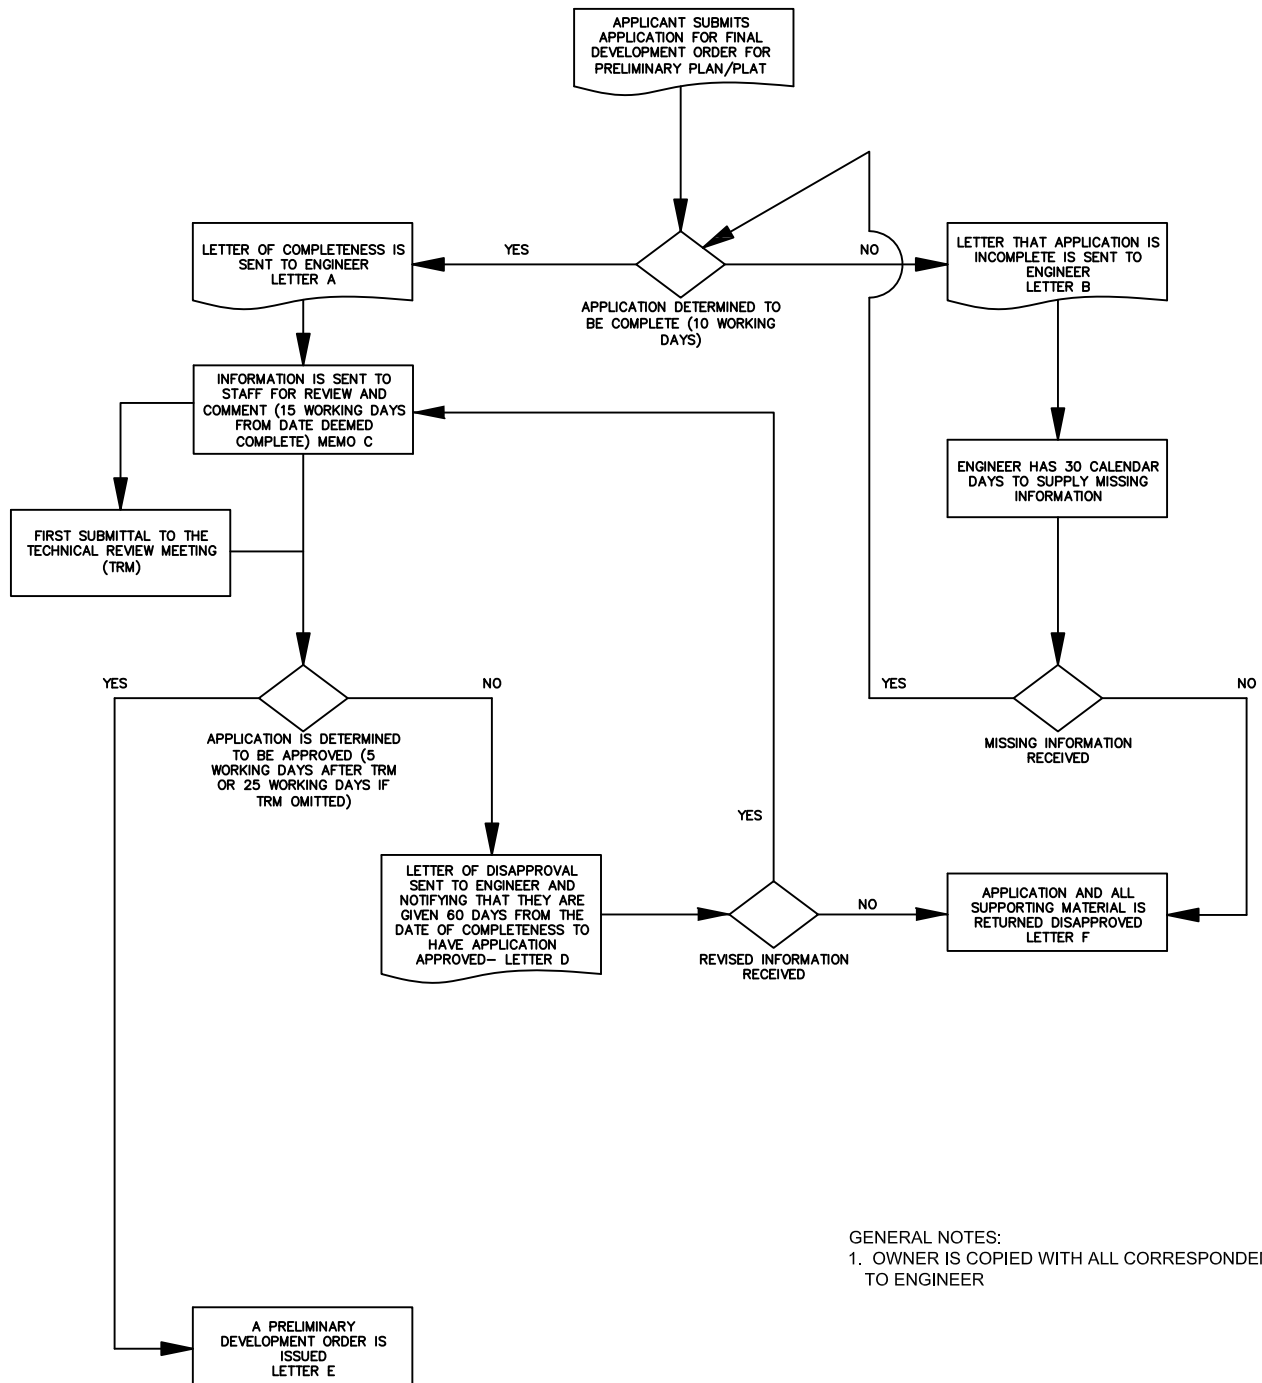 APPLICANT SUBMITS
APPLICATION FOR FINAL
DEVELOPMENT ORDER FOR
PRELIMINARY PLAN/PLAT
LETTER OF COMPLETENESS IS
SENT TO ENGINEER
LETTER A
YES
NO
LETTER THAT APPLICATION IS
INCOMPLETE IS SENT TO
ENGINEER
LETTER B
APPLICATION DETERMINED TO
BE COMPLETE (10 WORKING
DAYS)
INFORMATION IS SENT TO
STAFF FOR REVIEW AND
COMMENT (15 WORKING DAYS
FROM DATE DEEMED
COMPLETE) MEMO C
ENGINEER HAS 30 CALENDAR
DAYS TO SUPPLY MISSING
INFORMATION
FIRST SUBMITTAL TO THE
TECHNICAL REVIEW MEETING
(TRM)
YES
NO
YES
NO
APPLICATION IS DETERMINED
TO BE APPROVED (5
WORKING DAYS AFTER TRM
OR 25 WORKING DAYS IF
TRM OMITTED)
MISSING INFORMATION
RECEIVED
YES
LETTER OF DISAPPROVAL
SENT TO ENGINEER AND
NOTIFYING THAT THEY ARE
GIVEN 60 DAYS FROM THE
DATE OF COMPLETENESS TO
HAVE APPLICATION
APPROVED- LETTER D
NO
APPLICATION AND ALL
SUPPORTING MATERIAL IS
RETURNED DISAPPROVED
LETTER F
REVISED INFORMATION
RECEIVED
GENERAL NOTES:
1. OWNER IS COPIED WITH ALL
TO ENGINEER
A PRELIMINARY
DEVELOPMENT ORDER IS
ISSUED
LETTER E